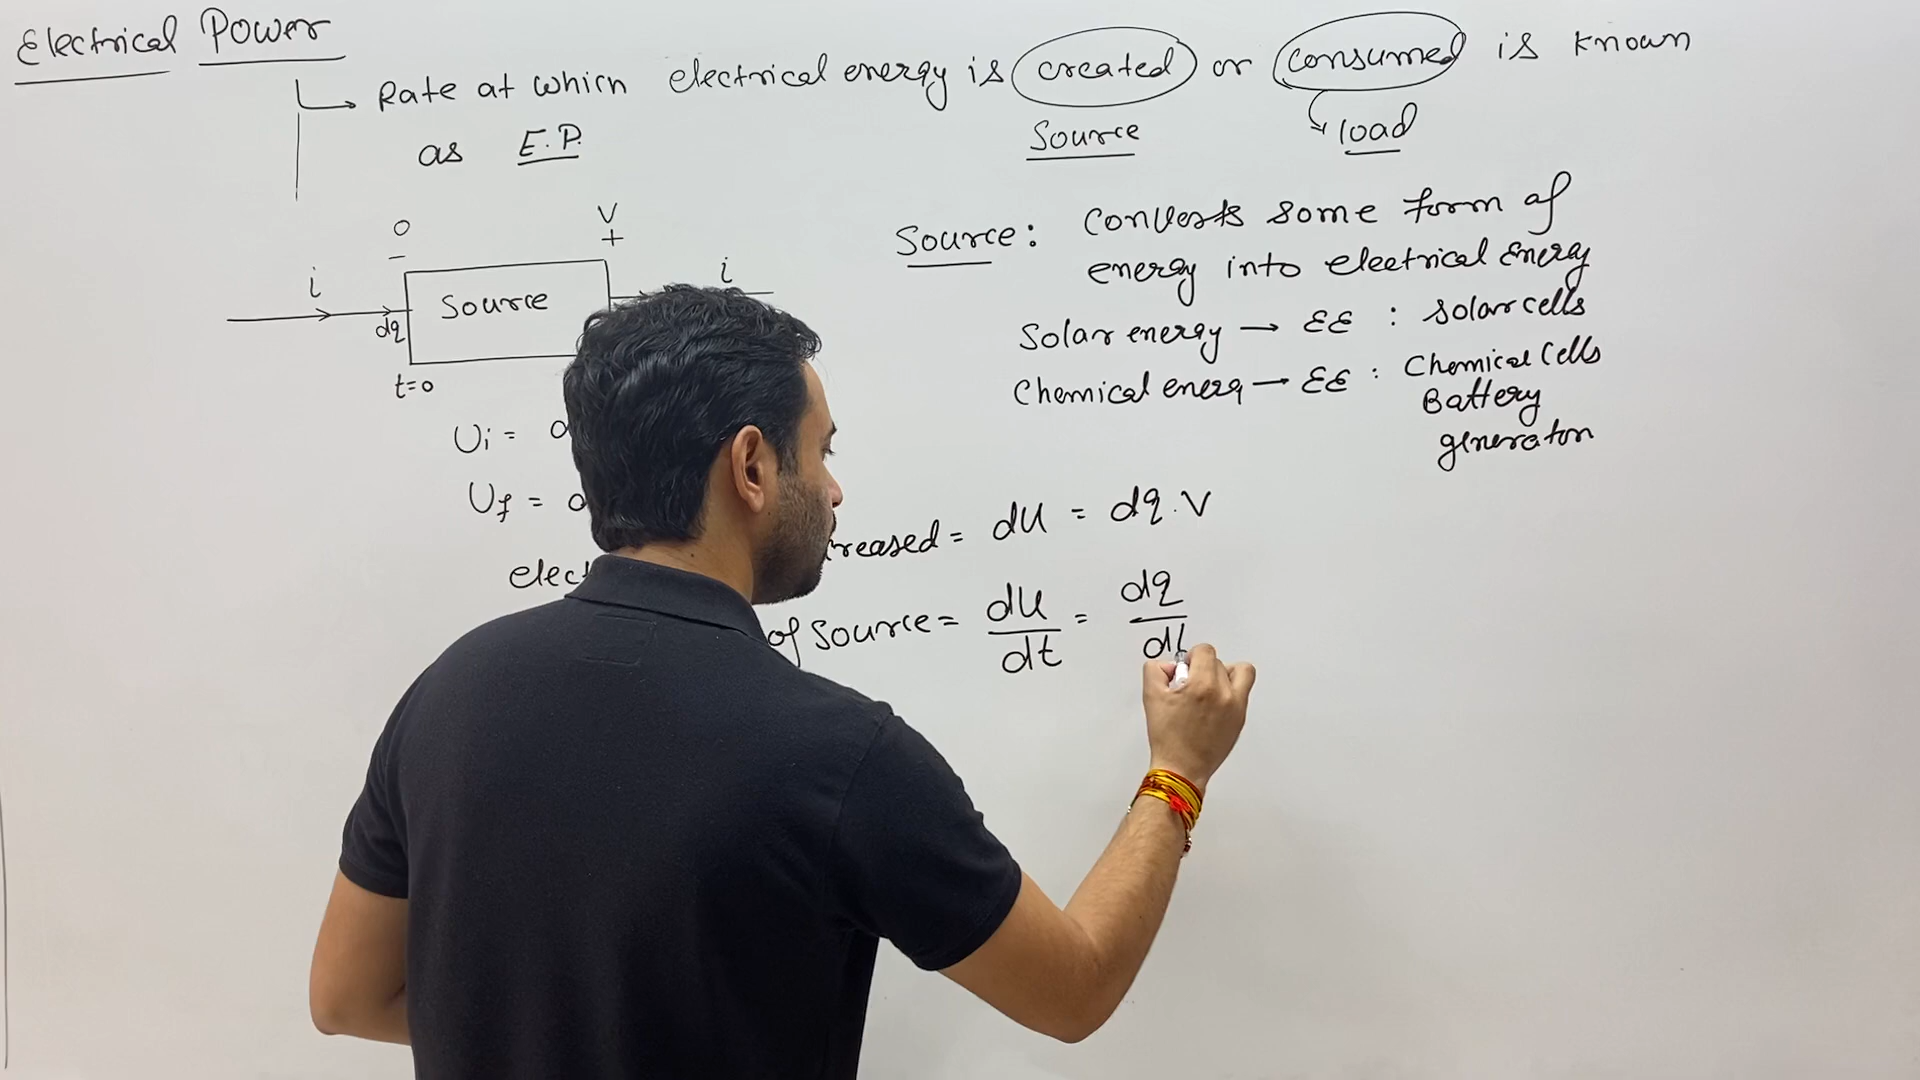 Electrical Power
Rate at which electrical energy is created or consumed is known
as E.P.
Source
load
0
V
-
+
i
i
Source
dq
t=0
Source: Converts some form of
energy into electrical Energy
Solar energy → EE : Solar cells
Chemical energ → EE : Chemical Cells
Battery
generator
Ui =
Uf =
dU = dq.V
of Source = dU/dt = dq/dt